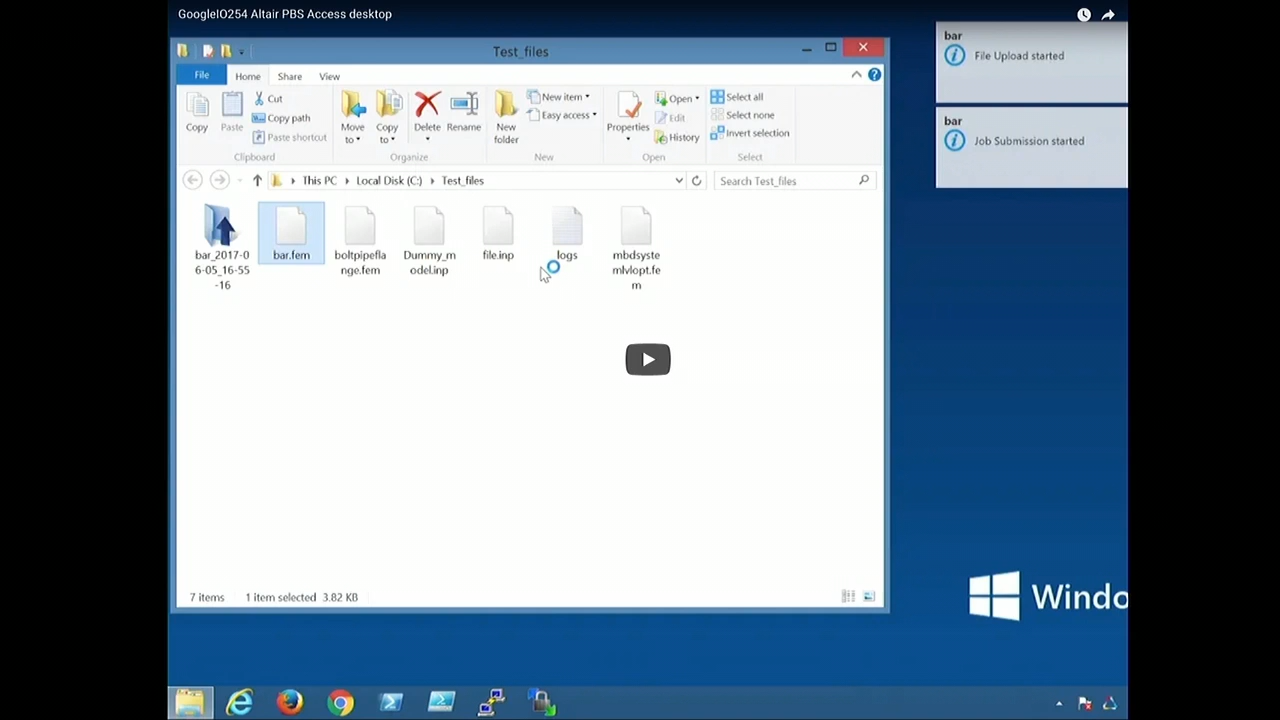 GoogleIO254 Altair PBS Access desktop
Test_files
File
Home
Share
View
Copy
Paste
Cut
Copy path
Paste shortcut
Clipboard
Move
to
Copy
to
Delete
Rename
Organize
New
folder
New item
Easy access
New
Properties
Open
Edit
History
Open
Select all
Select none
Invert selection
Select
This PC
Local Disk (C:)
Test_files
Search Test_files
bar_2017-0
6-05_16-55
-16
bar.fem
boltpipefla
nge.fem
Dummy_m
odel.inp
file.inp
logs
mbdsyste
mlvlopt.fe
m
7 items
1 item selected 3.82 KB
bar
File Upload started
bar
Job Submission started
Windo